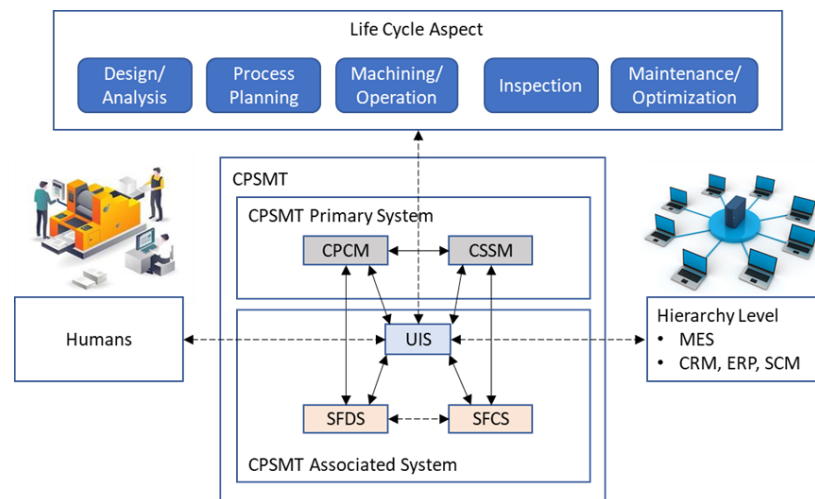 Life Cycle Aspect
Design/
Analysis
Process
Planning
Machining/
Operation
Inspection
Maintenance/
Optimization
CPSMT
CPSMT Primary System
CPCM
CSSM
Humans
UIS
Hierarchy Level
• MES
• CRM, ERP, SCM
SFDS
SFCS
CPSMT Associated System